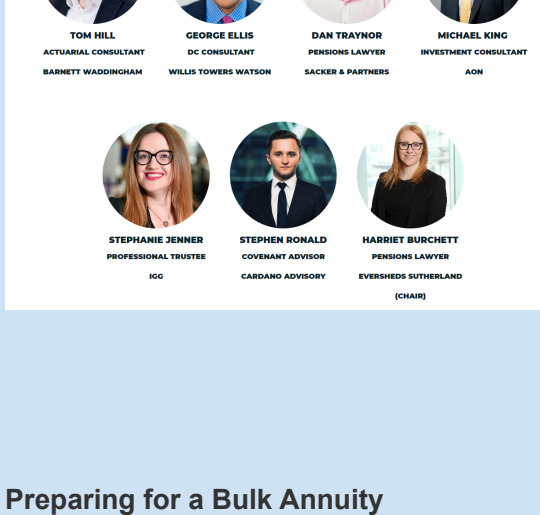 TOM HILL
GEORGE ELLIS
DAN TRAYNOR
MICHAEL KING
ACTUARIAL CONSULTANT
DC CONSULTANT
PENSIONS LAWYER
INVESTMENT CONSULTANT
BARNETT WADDINGHAM
WILLIS TOWERS WATSON
SACKER & PARTNERS
AON
STEPHANIE JENNER
STEPHEN RONALD
HARRIET BURCHETT
PROFESSIONAL TRUSTEE
COVENANT ADVISOR
PENSIONS LAWYER
IGG
CARDANO ADVISORY
EVERSHEDS SUTHERLAND
(CHAIR)
Preparing for a Bulk Annuity